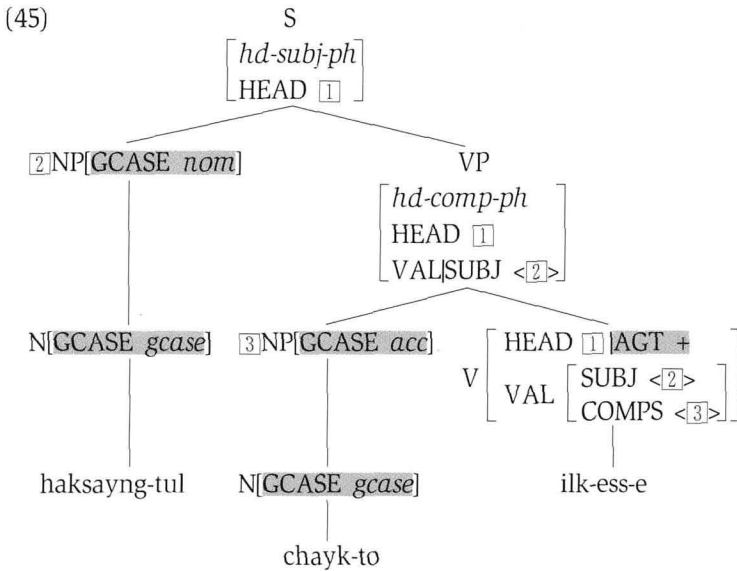 (45)
S
[hd-subj-ph
HEAD [1]]
[2]NP[GCASE nom]
VP
[hd-comp-ph
HEAD [1]
VAL|SUBJ <[2]>]
N[GCASE gcase]
[3]NP[GCASE acc]
V [HEAD [1]|AGT +
VAL [SUBJ <[2]>
COMPS <[3]>]]
haksayng-tul
N[GCASE gcase]
ilk-ess-e
chayk-to